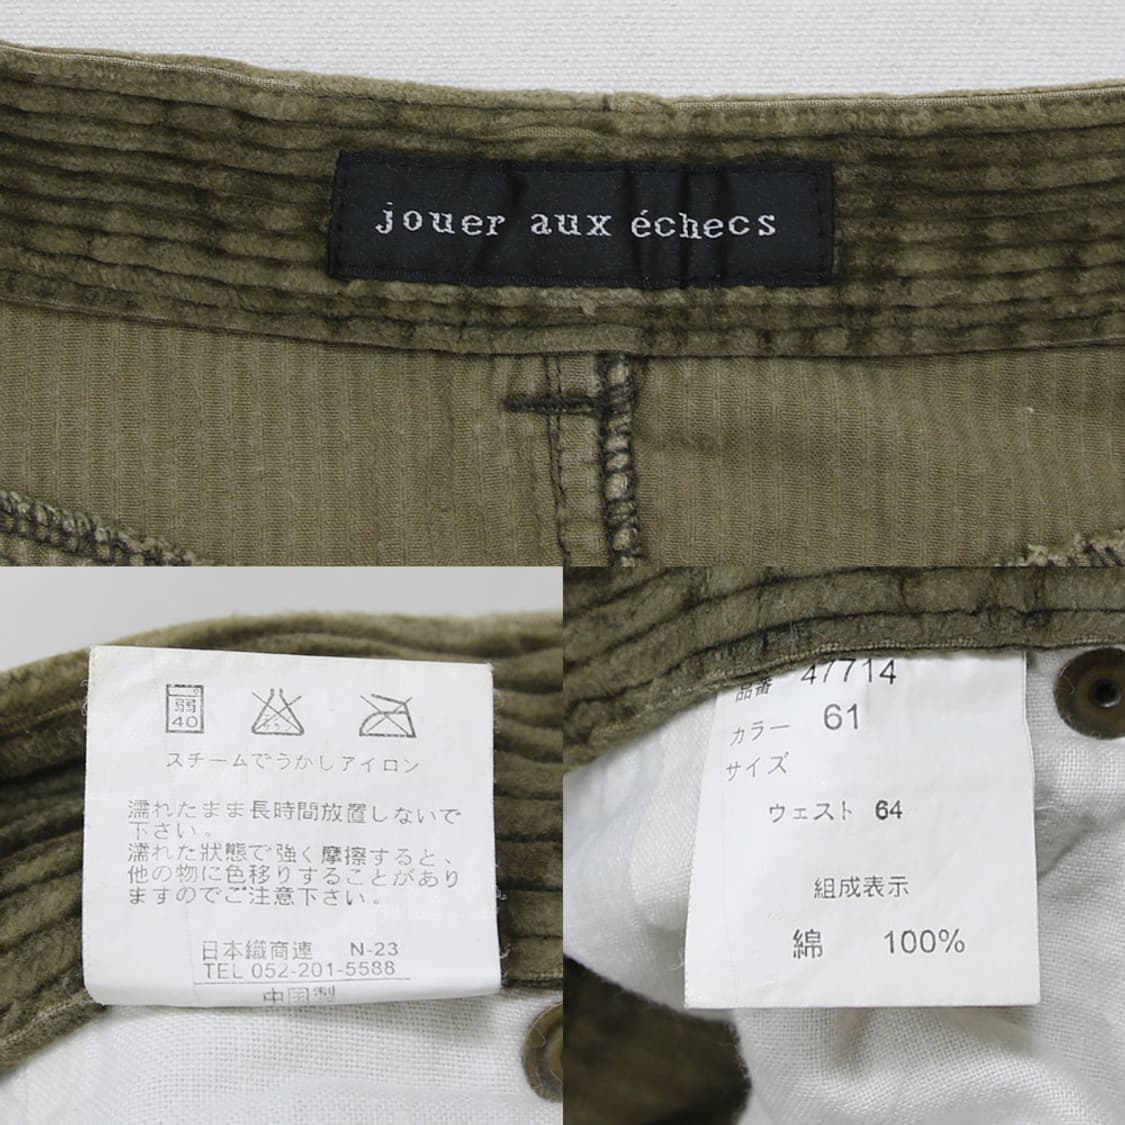 jouer aux échecs
弱
40
スチームでうかしアイロン
濡れたまま長時間放置しないで
下さい。
濡れた状態で強く摩擦すると、
他の物に色移りすることがあり
ますのでご注意下さい。
日本織商連 N-23
TEL 052-201-5588
中国製
品番 47714
カラー 61
サイズ
ウェスト 64
組成表示
綿 100%